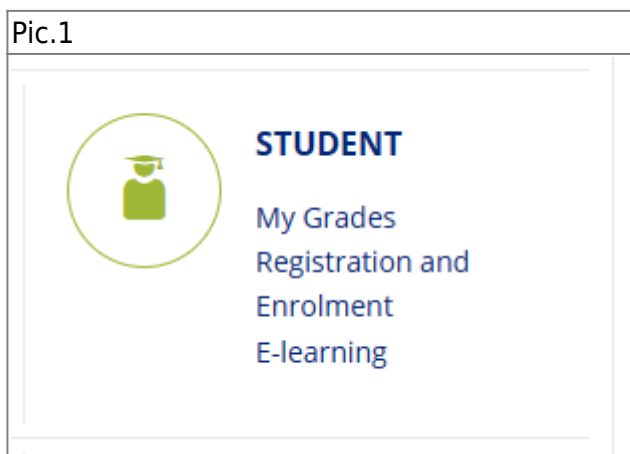 Pic.1
STUDENT
My Grades
Registration and
Enrolment
E-learning